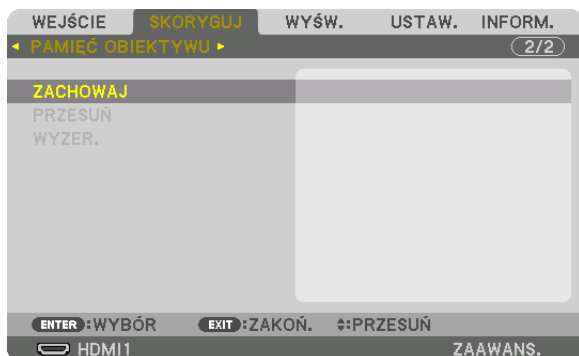 WEJŚCIE SKORYGUJ WYŚW. USTAW. INFORM.
PAMIĘĆ OBIEKTYWU 2/2
ZACHOWAJ
PRZESUŃ
WYZER.
ENTER :WYBÓR EXIT :ZAKOŃ. :PRZESUŃ
HDMI1 ZAAWANS.